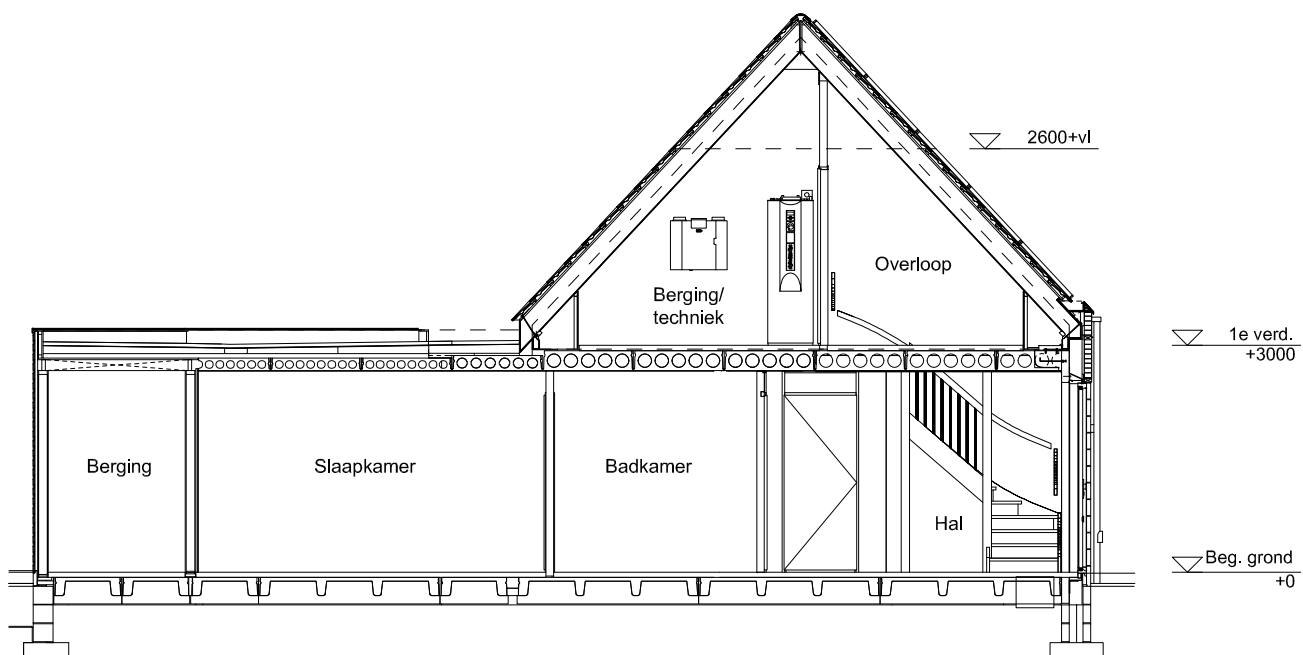 2600+vl
Overloop
Berging/
techniek
1e verd.
+3000
Berging
Slaapkamer
Badkamer
Hal
Beg. grond
+0